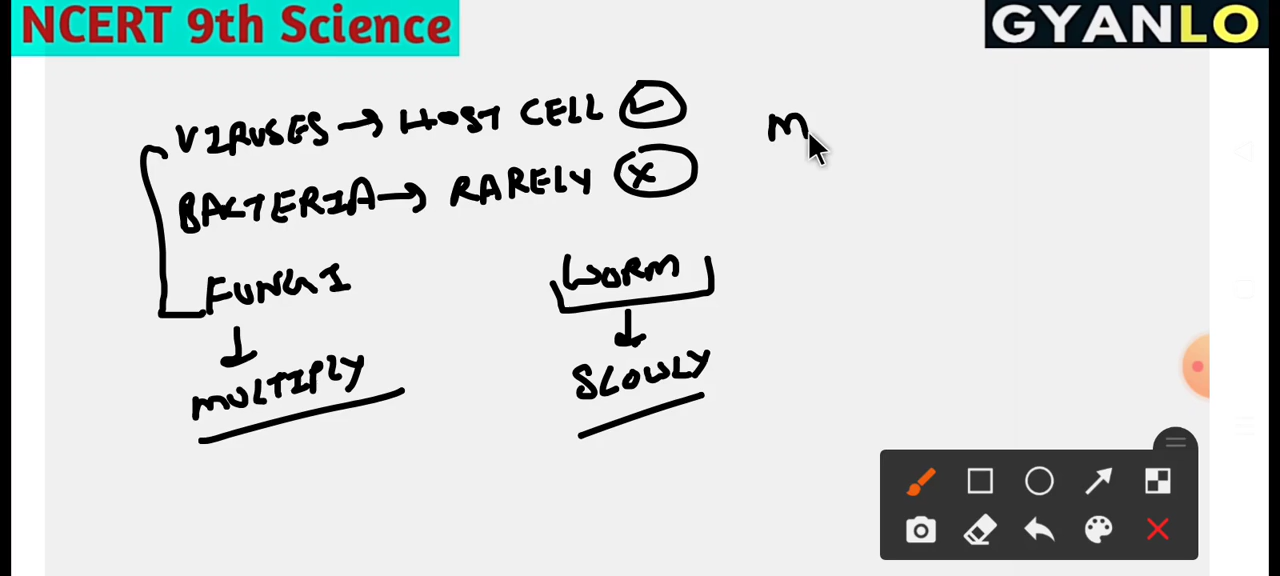 NCERT 9th Science
GYANLO
VIRUSES → HOST CELL
M
BACTERIA → RARELY
FUNGI
WORM
MULTIPLY
SLOWLY